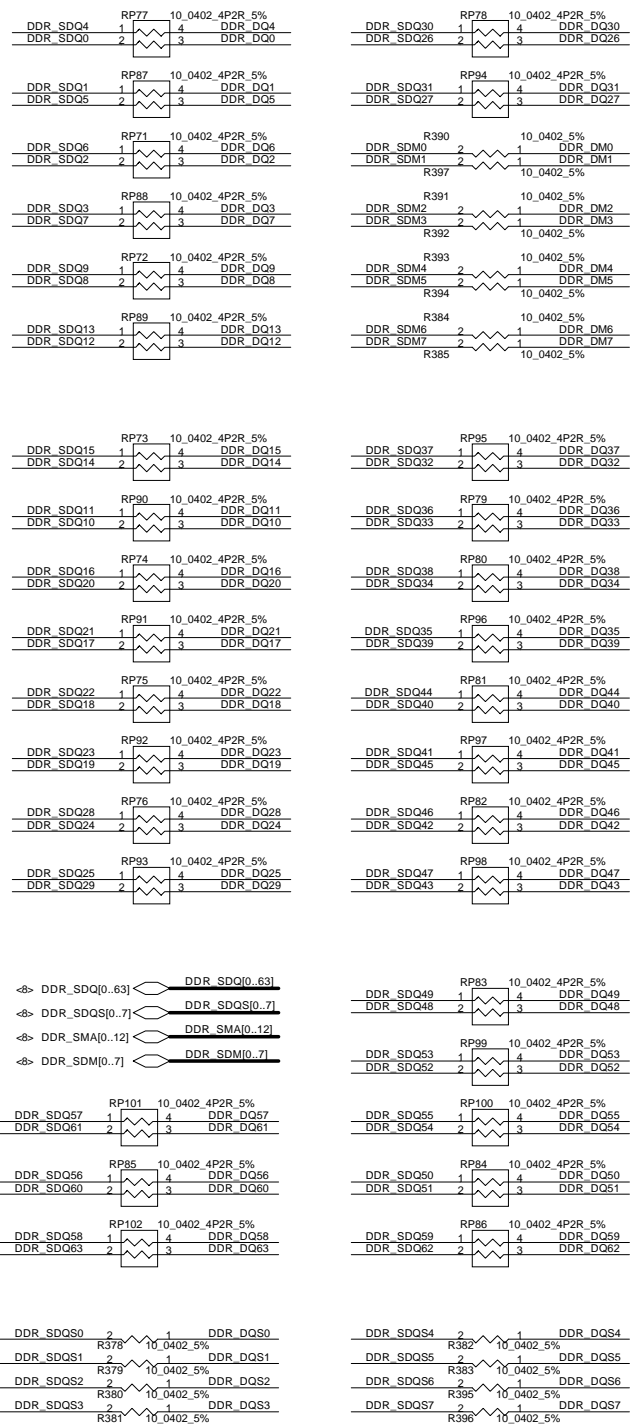 RP77 10_0402_4P2R_5%
DDR_SDQ4 1 4 DDR_DQ4
DDR_SDQ0 2 3 DDR_DQ0
RP87 10_0402_4P2R_5%
DDR_SDQ1 1 4 DDR_DQ1
DDR_SDQ5 2 3 DDR_DQ5
RP71 10_0402_4P2R_5%
DDR_SDQ6 1 4 DDR_DQ6
DDR_SDQ2 2 3 DDR_DQ2
RP88 10_0402_4P2R_5%
DDR_SDQ3 1 4 DDR_DQ3
DDR_SDQ7 2 3 DDR_DQ7
RP72 10_0402_4P2R_5%
DDR_SDQ9 1 4 DDR_DQ9
DDR_SDQ8 2 3 DDR_DQ8
RP89 10_0402_4P2R_5%
DDR_SDQ13 1 4 DDR_DQ13
DDR_SDQ12 2 3 DDR_DQ12
RP78 10_0402_4P2R_5%
DDR_SDQ30 1 4 DDR_DQ30
DDR_SDQ26 2 3 DDR_DQ26
RP94 10_0402_4P2R_5%
DDR_SDQ31 1 4 DDR_DQ31
DDR_SDQ27 2 3 DDR_DQ27
R390 10_0402_5%
DDR_SDM0 2 1 DDR_DM0
DDR_SDM1 2 1 DDR_DM1
R397 10_0402_5%
R391 10_0402_5%
DDR_SDM2 2 1 DDR_DM2
DDR_SDM3 2 1 DDR_DM3
R392 10_0402_5%
R393 10_0402_5%
DDR_SDM4 2 1 DDR_DM4
DDR_SDM5 2 1 DDR_DM5
R394 10_0402_5%
R384 10_0402_5%
DDR_SDM6 2 1 DDR_DM6
DDR_SDM7 2 1 DDR_DM7
R385 10_0402_5%
RP73 10_0402_4P2R_5%
DDR_SDQ15 1 4 DDR_DQ15
DDR_SDQ14 2 3 DDR_DQ14
RP90 10_0402_4P2R_5%
DDR_SDQ11 1 4 DDR_DQ11
DDR_SDQ10 2 3 DDR_DQ10
RP74 10_0402_4P2R_5%
DDR_SDQ16 1 4 DDR_DQ16
DDR_SDQ20 2 3 DDR_DQ20
RP91 10_0402_4P2R_5%
DDR_SDQ21 1 4 DDR_DQ21
DDR_SDQ17 2 3 DDR_DQ17
RP75 10_0402_4P2R_5%
DDR_SDQ22 1 4 DDR_DQ22
DDR_SDQ18 2 3 DDR_DQ18
RP92 10_0402_4P2R_5%
DDR_SDQ23 1 4 DDR_DQ23
DDR_SDQ19 2 3 DDR_DQ19
RP76 10_0402_4P2R_5%
DDR_SDQ28 1 4 DDR_DQ28
DDR_SDQ24 2 3 DDR_DQ24
RP93 10_0402_4P2R_5%
DDR_SDQ25 1 4 DDR_DQ25
DDR_SDQ29 2 3 DDR_DQ29
RP95 10_0402_4P2R_5%
DDR_SDQ37 1 4 DDR_DQ37
DDR_SDQ32 2 3 DDR_DQ32
RP79 10_0402_4P2R_5%
DDR_SDQ36 1 4 DDR_DQ36
DDR_SDQ33 2 3 DDR_DQ33
RP80 10_0402_4P2R_5%
DDR_SDQ38 1 4 DDR_DQ38
DDR_SDQ34 2 3 DDR_DQ34
RP96 10_0402_4P2R_5%
DDR_SDQ35 1 4 DDR_DQ35
DDR_SDQ39 2 3 DDR_DQ39
RP81 10_0402_4P2R_5%
DDR_SDQ44 1 4 DDR_DQ44
DDR_SDQ40 2 3 DDR_DQ40
RP97 10_0402_4P2R_5%
DDR_SDQ41 1 4 DDR_DQ41
DDR_SDQ45 2 3 DDR_DQ45
RP82 10_0402_4P2R_5%
DDR_SDQ46 1 4 DDR_DQ46
DDR_SDQ42 2 3 DDR_DQ42
RP98 10_0402_4P2R_5%
DDR_SDQ47 1 4 DDR_DQ47
DDR_SDQ43 2 3 DDR_DQ43
<8> DDR_SDQ[0..63] DDR_SDQ[0..63]
<8> DDR_SDQS[0..7] DDR_SDQS[0..7]
<8> DDR_SMA[0..12] DDR_SMA[0..12]
<8> DDR_SDM[0..7] DDR_SDM[0..7]
RP101 10_0402_4P2R_5%
DDR_SDQ57 1 4 DDR_DQ57
DDR_SDQ61 2 3 DDR_DQ61
RP85 10_0402_4P2R_5%
DDR_SDQ56 1 4 DDR_DQ56
DDR_SDQ60 2 3 DDR_DQ60
RP102 10_0402_4P2R_5%
DDR_SDQ58 1 4 DDR_DQ58
DDR_SDQ63 2 3 DDR_DQ63
RP83 10_0402_4P2R_5%
DDR_SDQ49 1 4 DDR_DQ49
DDR_SDQ48 2 3 DDR_DQ48
RP99 10_0402_4P2R_5%
DDR_SDQ53 1 4 DDR_DQ53
DDR_SDQ52 2 3 DDR_DQ52
RP100 10_0402_4P2R_5%
DDR_SDQ55 1 4 DDR_DQ55
DDR_SDQ54 2 3 DDR_DQ54
RP84 10_0402_4P2R_5%
DDR_SDQ50 1 4 DDR_DQ50
DDR_SDQ51 2 3 DDR_DQ51
RP86 10_0402_4P2R_5%
DDR_SDQ59 1 4 DDR_DQ59
DDR_SDQ62 2 3 DDR_DQ62
DDR_SDQS0 2 1 DDR_DQS0
R378 10_0402_5%
DDR_SDQS1 2 1 DDR_DQS1
R379 10_0402_5%
DDR_SDQS2 2 1 DDR_DQS2
R380 10_0402_5%
DDR_SDQS3 2 1 DDR_DQS3
R381 10_0402_5%
DDR_SDQS4 2 1 DDR_DQS4
R382 10_0402_5%
DDR_SDQS5 2 1 DDR_DQS5
R383 10_0402_5%
DDR_SDQS6 2 1 DDR_DQS6
R395 10_0402_5%
DDR_SDQS7 2 1 DDR_DQS7
R396 10_0402_5%